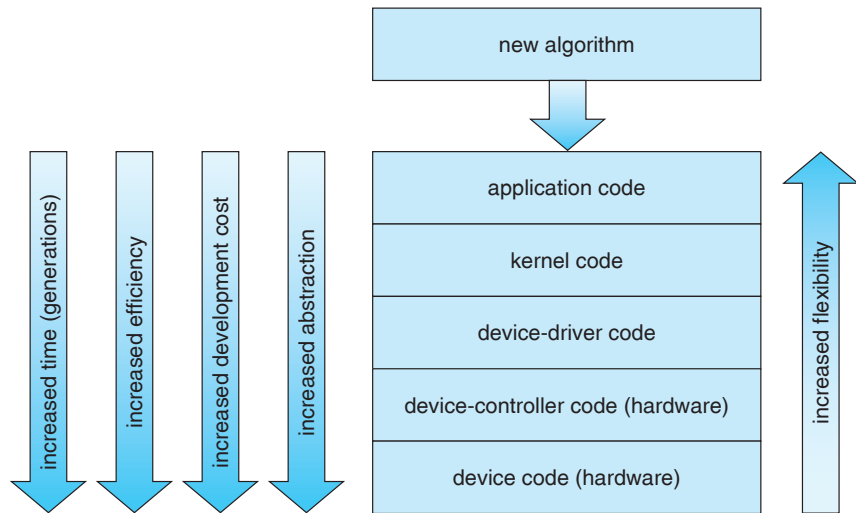 new algorithm
increased time (generations)
increased efficiency
increased development cost
increased abstraction
application code
kernel code
device-driver code
device-controller code (hardware)
device code (hardware)
increased flexibility